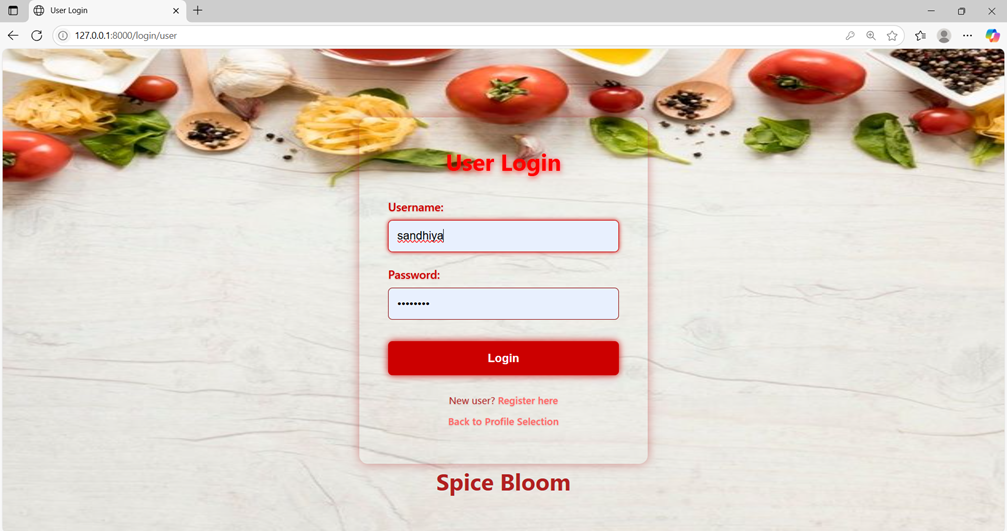 User Login
127.0.0.1:8000/login/user
User Login
Username:
sandhiya
Password:
••••••••
Login
New user? Register here
Back to Profile Selection
Spice Bloom